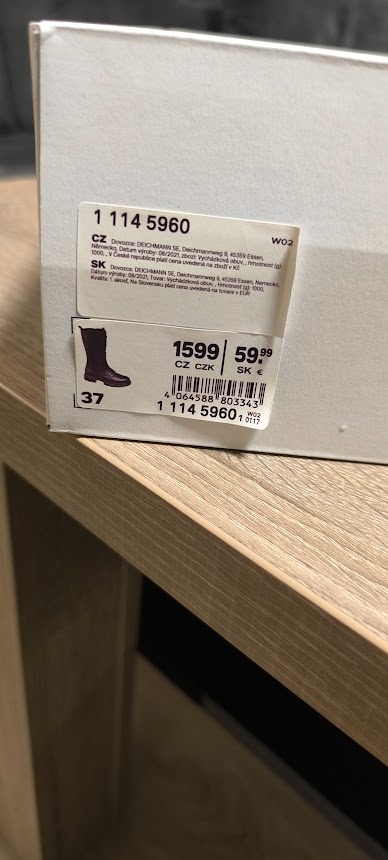 1 114 5960
W02
CZ Dovozce: DEICHMANN SE, Deichmannweg 9, 45359 Essen,
Německo, Datum výroby: 08/2021, zboží: Vycházková obuv, , hmotnost (g)
1000, , V České republice platí cena uvedená na zboží v Kč
SK Dovozca: DEICHMANN SE, Deichmannweg 9, 45359 Essen, Nemecko,
Dátum výroby: 08/2021, Tovar: Vychádzková obuv, , Hmotnosť (g): 1000,
Kvalita: 1. akosť, Na Slovensku platí cena uvedená na tovare v EUR
1599 59.99
CZ CZK SK €
4 064588 803343
37
1 114 5960 W02
1 0117